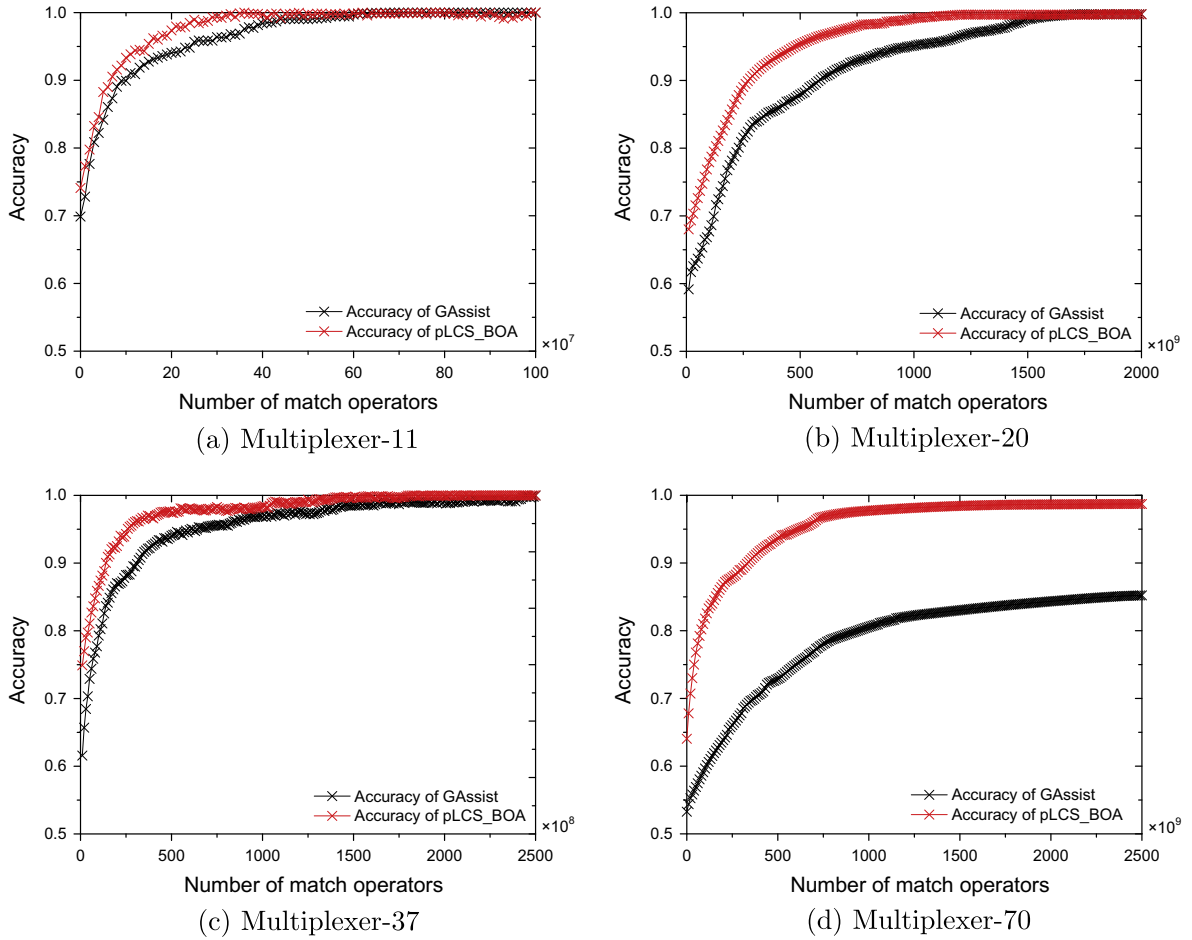 1.0
0.9
0.8
0.7
0.6
0.5
Accuracy
Accuracy of GAssist
Accuracy of pLCS_BOA
0 20 40 60 80 100
×10^7
Number of match operators
(a) Multiplexer-11
1.0
0.9
0.8
0.7
0.6
0.5
Accuracy
Accuracy of GAssist
Accuracy of pLCS_BOA
0 500 1000 1500 2000
×10^9
Number of match operators
(b) Multiplexer-20
1.0
0.9
0.8
0.7
0.6
0.5
Accuracy
Accuracy of GAssist
Accuracy of pLCS_BOA
0 250 500 1000 1500 2000 2500
×10^8
Number of match operators
(c) Multiplexer-37
1.0
0.9
0.8
0.7
0.6
0.5
Accuracy
Accuracy of GAssist
Accuracy of pLCS_BOA
0 500 1000 1500 2000 2500
×10^9
Number of match operators
(d) Multiplexer-70